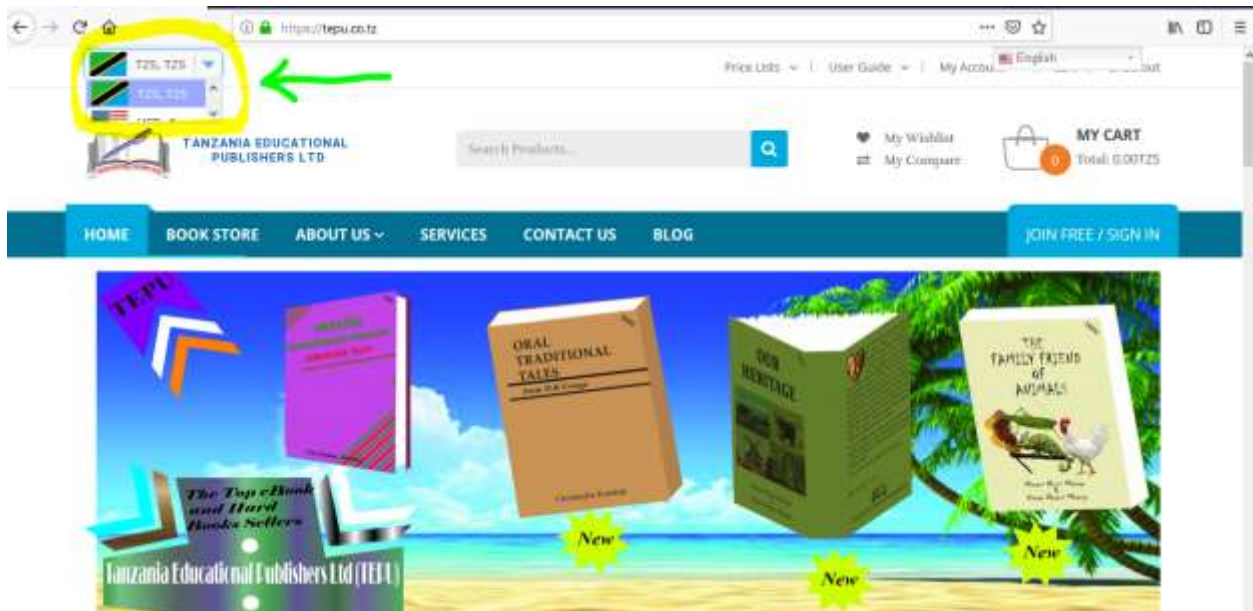 https://tepu.co.tz
TZS, TZS
TZS, TZS
Price Lists
User Guide
English
TANZANIA EDUCATIONAL
PUBLISHERS LTD
Search Products...
My Wishlist
My Compare
MY CART
0
Total: 0.00TZS
HOME
BOOK STORE
ABOUT US
SERVICES
CONTACT US
BLOG
JOIN FREE / SIGN IN
TEPU
ORAL
TRADITIONAL
TALES
OUR
HERITAGE
THE
FAMILY FRIEND
OF
ANIMALS
The Top eBook
and Hard
Books Sellers
Tanzania Educational Publishers Ltd (TEPU)
New
New
New